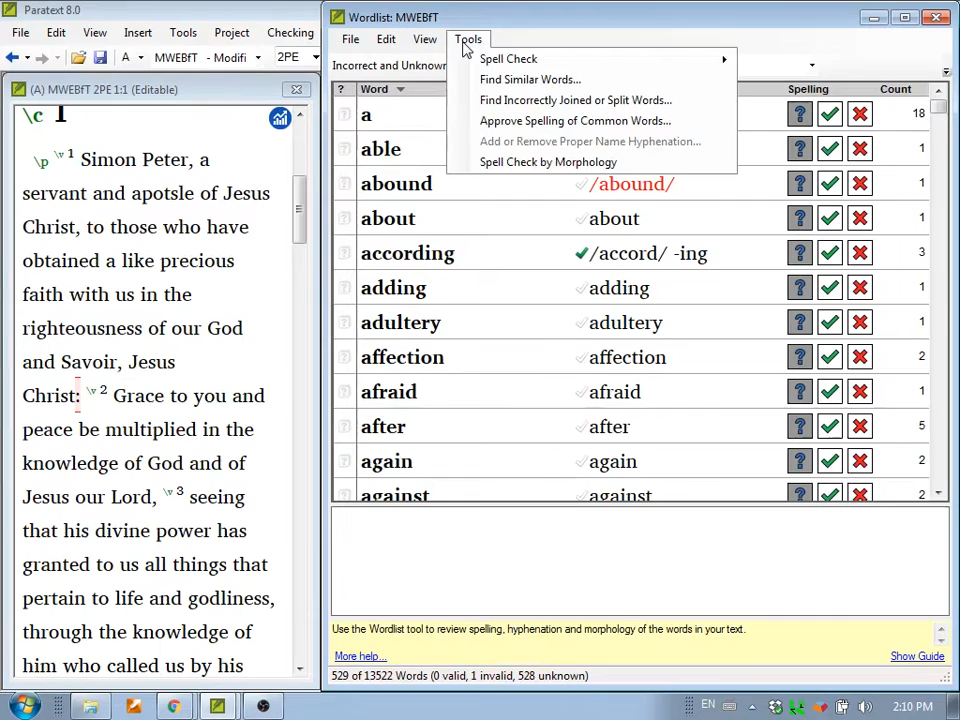 Paratext 8.0
File Edit View Insert Tools Project Checking
A MWEBfT - Modifi 2PE
(A) MWEBfT 2PE 1:1 (Editable)
\c 1
\p \v 1 Simon Peter, a
servant and apotsle of Jesus
Christ, to those who have
obtained a like precious
faith with us in the
righteousness of our God
and Savoir, Jesus
Christ: \v 2 Grace to you and
peace be multiplied in the
knowledge of God and of
Jesus our Lord, \v 3 seeing
that his divine power has
granted to us all things that
pertain to life and godliness,
through the knowledge of
him who called us by his
Wordlist: MWEBfT
File Edit View Tools
Incorrect and Unknown
Spell Check
Find Similar Words...
Find Incorrectly Joined or Split Words...
Approve Spelling of Common Words...
Add or Remove Proper Name Hyphenation...
Spell Check by Morphology
? Word Spelling Count
a ? 18
able ? 1
abound /abound/ ? 1
about about ? 1
according /accord/ -ing ? 3
adding adding ? 1
adultery adultery ? 1
affection affection ? 2
afraid afraid ? 1
after after ? 5
again again ? 2
against against ? 2
Use the Wordlist tool to review spelling, hyphenation and morphology of the words in your text.
More help... Show Guide
529 of 13522 Words (0 valid, 1 invalid, 528 unknown)
EN 2:10 PM